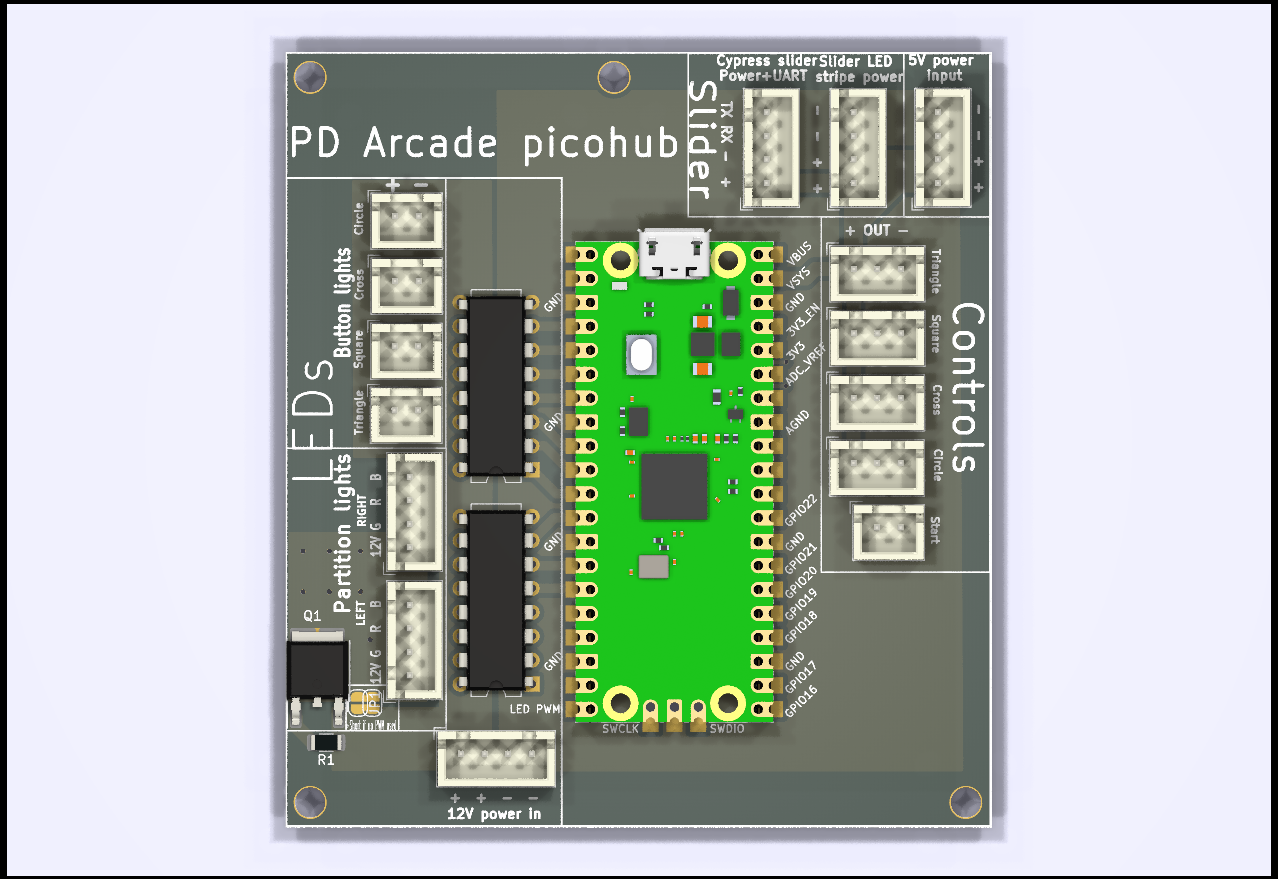 Cypress slider
Power+UART
Slider LED
stripe power
5V power
input
Slider
TX RX - +
- - + +
- - + +
PD Arcade picohub
+ -
Circle
Cross
Square
Triangle
Button lights
LEDs
Partition lights
RIGHT
12V G R B
LEFT
12V G R B
Q1
JP1
R1
GND
GND
GND
GND
LED PWM
+ + - -
12V power in
VBUS
VSYS
GND
3V3_EN
3V3
ADC_VREF
AGND
GPIO22
GND
GPIO21
GPIO20
GPIO19
GPIO18
GND
GPIO17
GPIO16
SWCLK
SWDIO
+ OUT -
Triangle
Square
Cross
Circle
Start
Controls